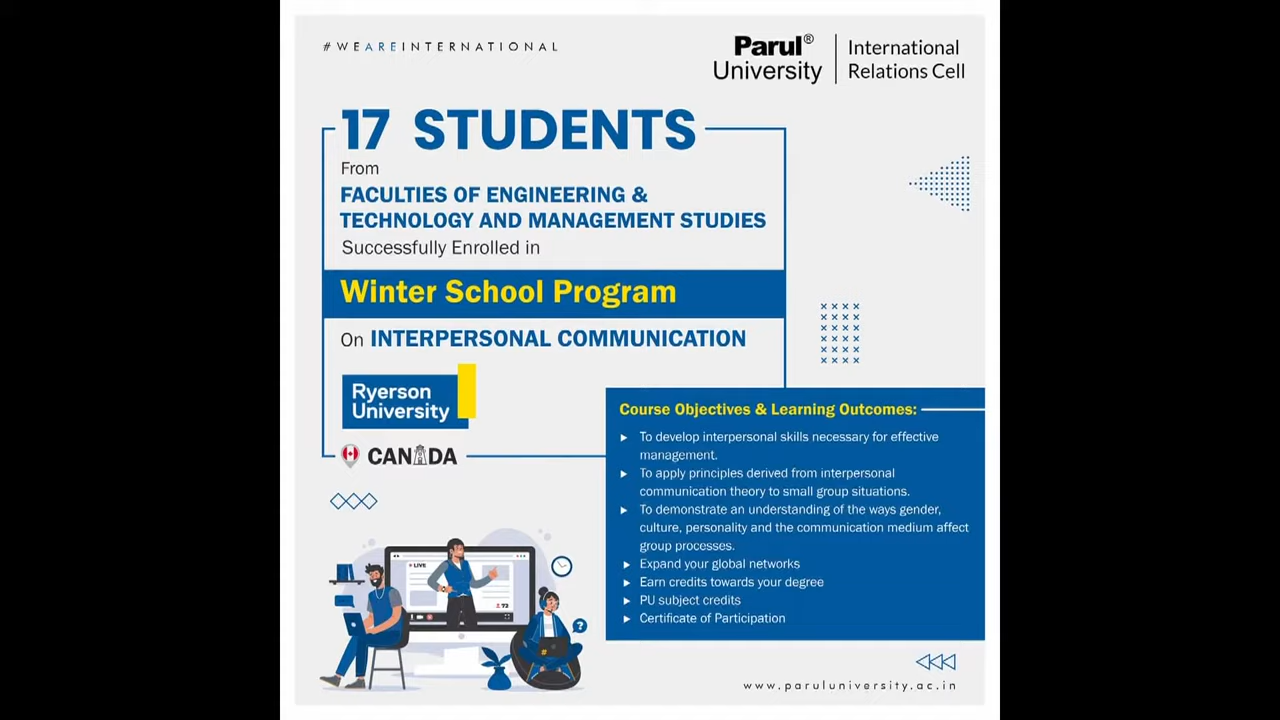 #WEAREINTERNATIONAL
Parul®
University
International
Relations Cell
17 STUDENTS
From
FACULTIES OF ENGINEERING &
TECHNOLOGY AND MANAGEMENT STUDIES
Successfully Enrolled in
Winter School Program
On INTERPERSONAL COMMUNICATION
Ryerson
University
CANADA
Course Objectives & Learning Outcomes:
To develop interpersonal skills necessary for effective
management.
To apply principles derived from interpersonal
communication theory to small group situations.
To demonstrate an understanding of the ways gender,
culture, personality and the communication medium affect
group processes.
Expand your global networks
Earn credits towards your degree
PU subject credits
Certificate of Participation
LIVE
72
?
#
www.paruluniversity.ac.in